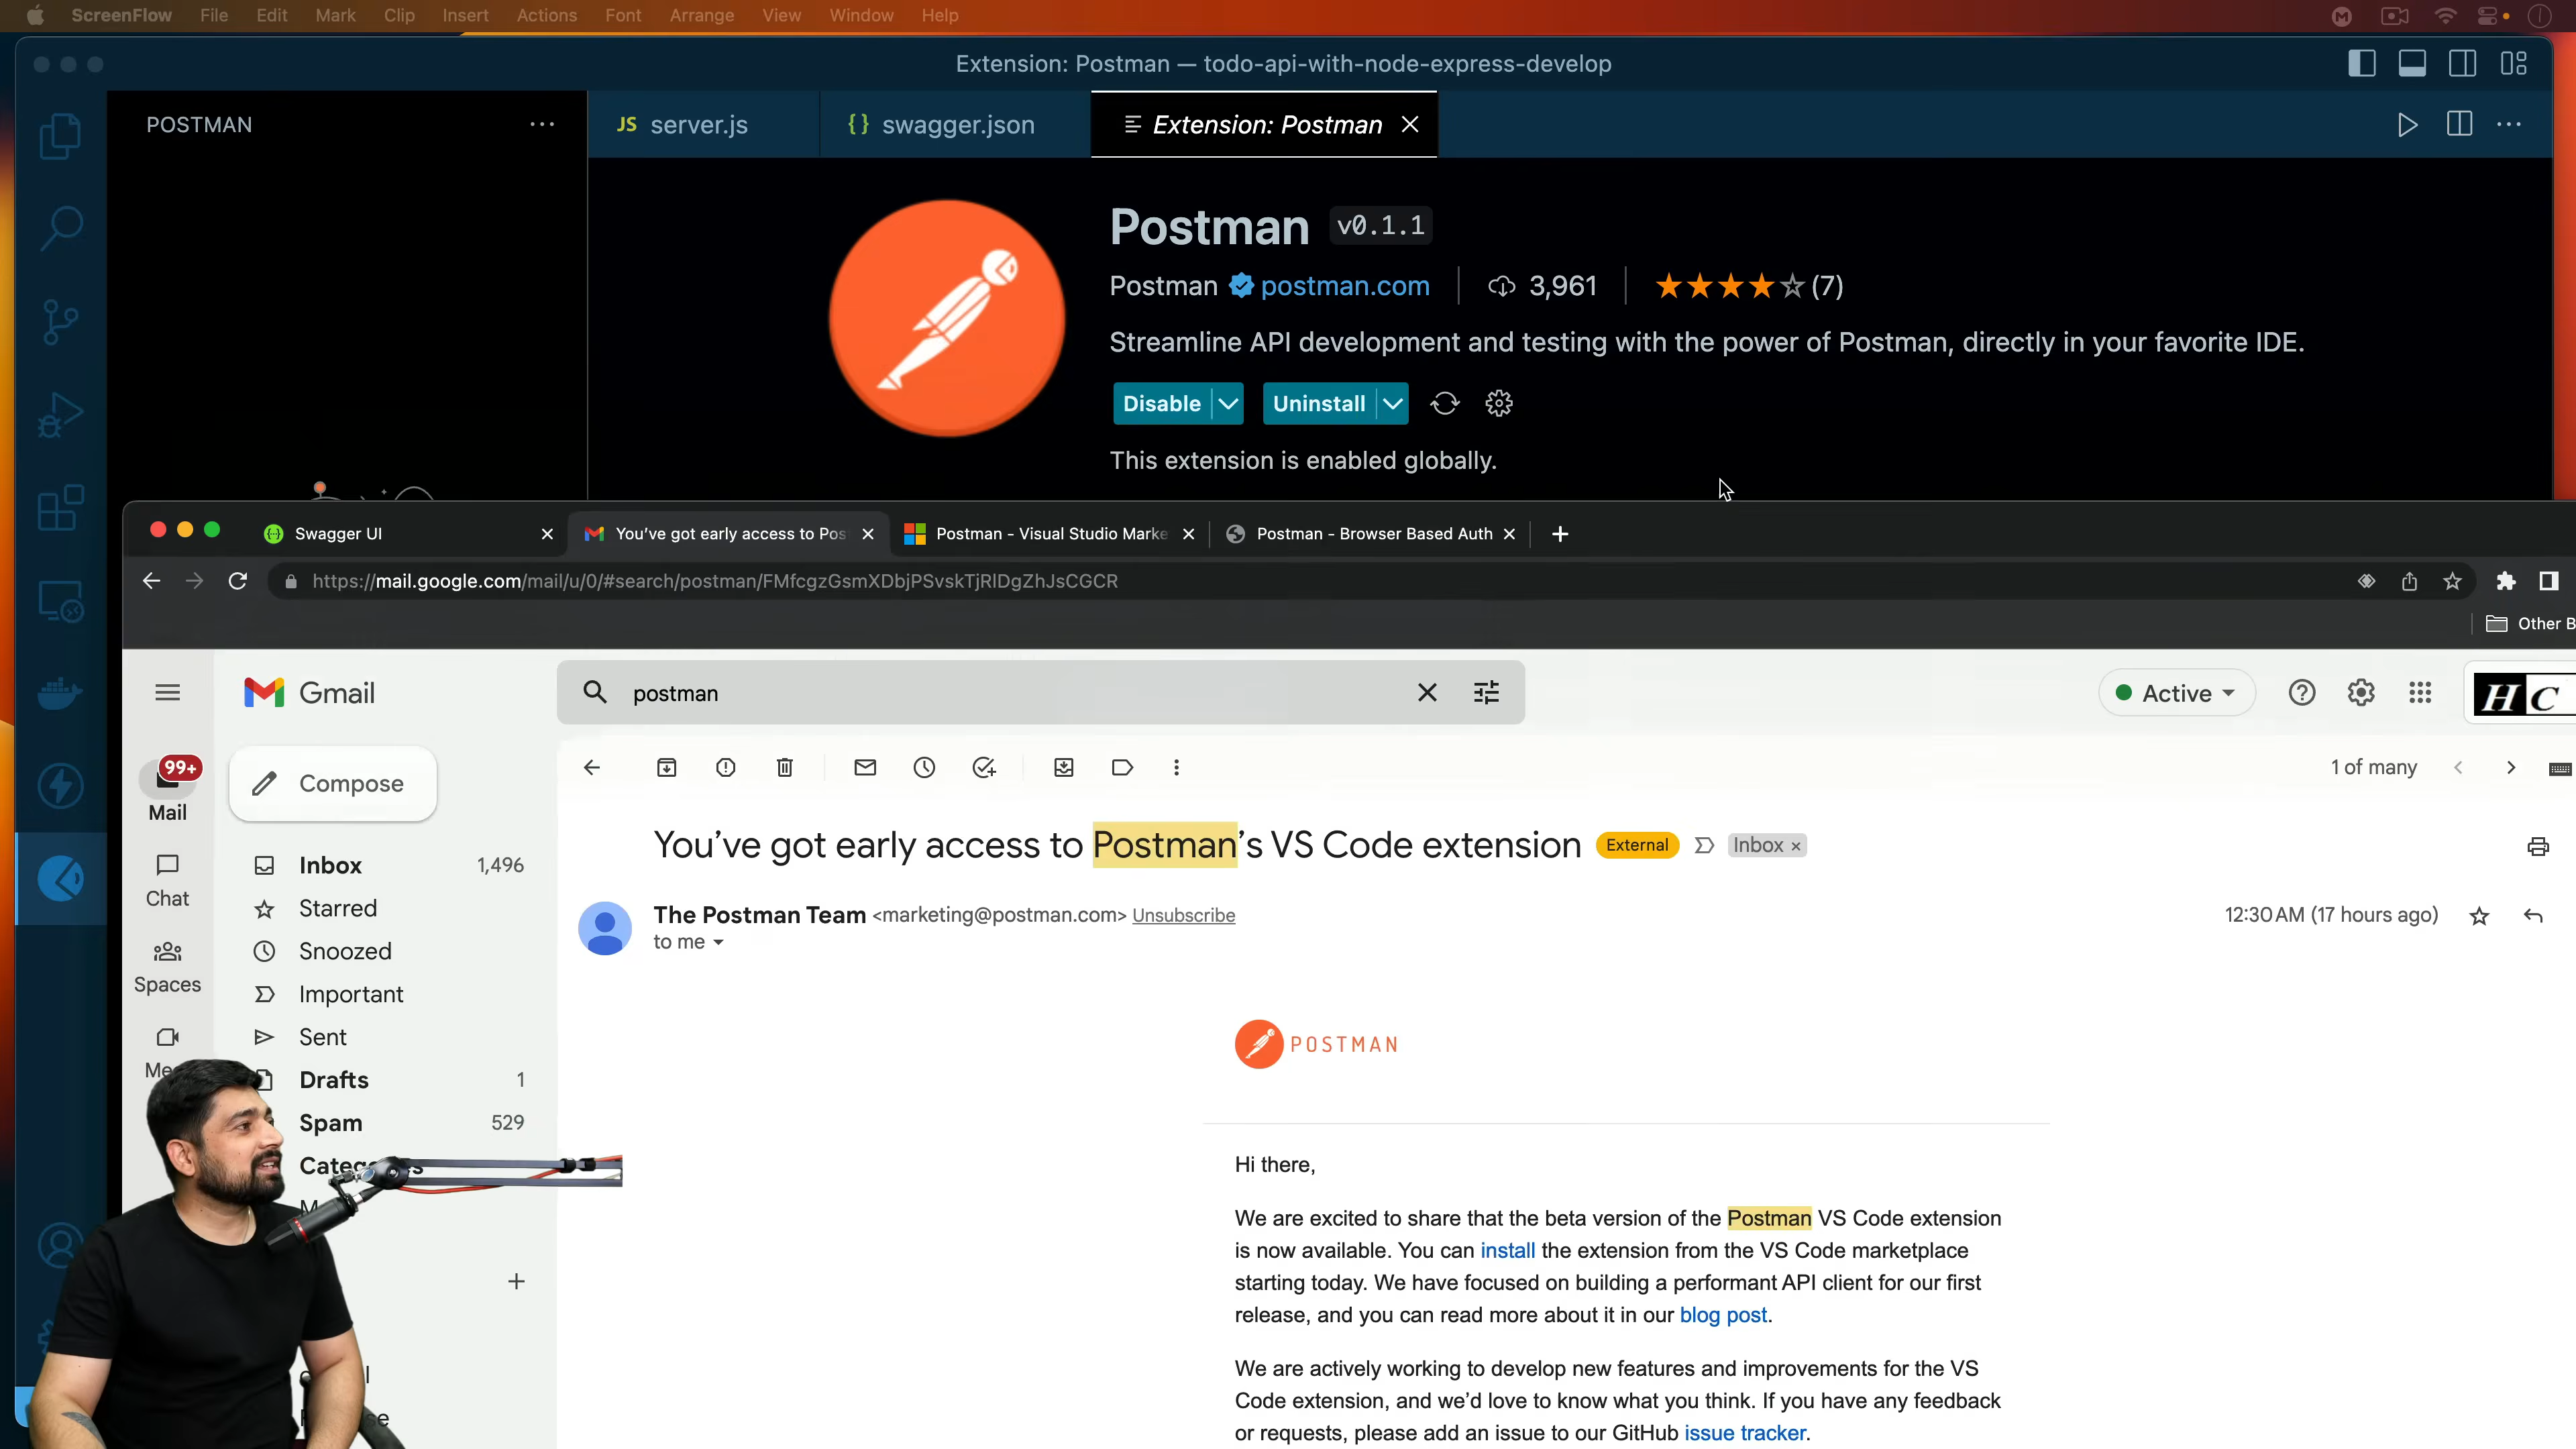 ScreenFlow File Edit Mark Clip Insert Actions Font Arrange View Window Help
Extension: Postman — todo-api-with-node-express-develop
POSTMAN
JS server.js {} swagger.json Extension: Postman
Postman v0.1.1
Postman postman.com 3,961 (7)
Streamline API development and testing with the power of Postman, directly in your favorite IDE.
Disable Uninstall
This extension is enabled globally.
Swagger UI You've got early access to Pos Postman - Visual Studio Marke Postman - Browser Based Auth
https://mail.google.com/mail/u/0/#search/postman/FMfcgzGsmXDbjPSvskTjRlDgZhJsCGCR
Other B
Gmail postman Active HC
99+
Mail
Compose
1 of many
You've got early access to Postman's VS Code extension External Inbox ×
Inbox 1,496
Chat
Starred
The Postman Team <marketing@postman.com> Unsubscribe 12:30 AM (17 hours ago)
to me
Snoozed
Spaces
Important
Sent
POSTMAN
Drafts 1
Spam 529
Hi there,
We are excited to share that the beta version of the Postman VS Code extension
is now available. You can install the extension from the VS Code marketplace
starting today. We have focused on building a performant API client for our first
release, and you can read more about it in our blog post.
We are actively working to develop new features and improvements for the VS
Code extension, and we'd love to know what you think. If you have any feedback
or requests, please add an issue to our GitHub issue tracker.